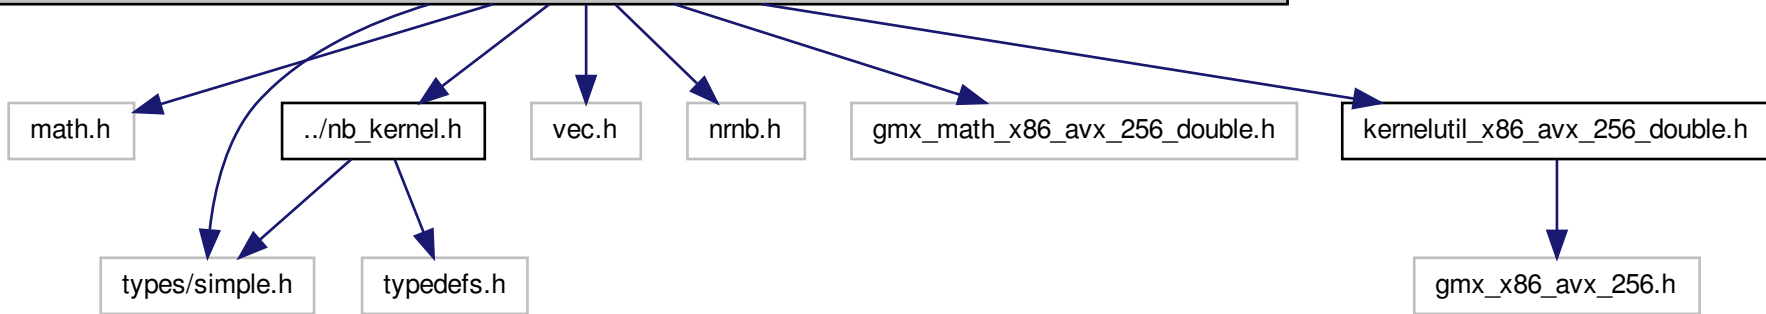 math.h
../nb_kernel.h
vec.h
nrnb.h
gmx_math_x86_avx_256_double.h
kernelutil_x86_avx_256_double.h
types/simple.h
typedefs.h
gmx_x86_avx_256.h